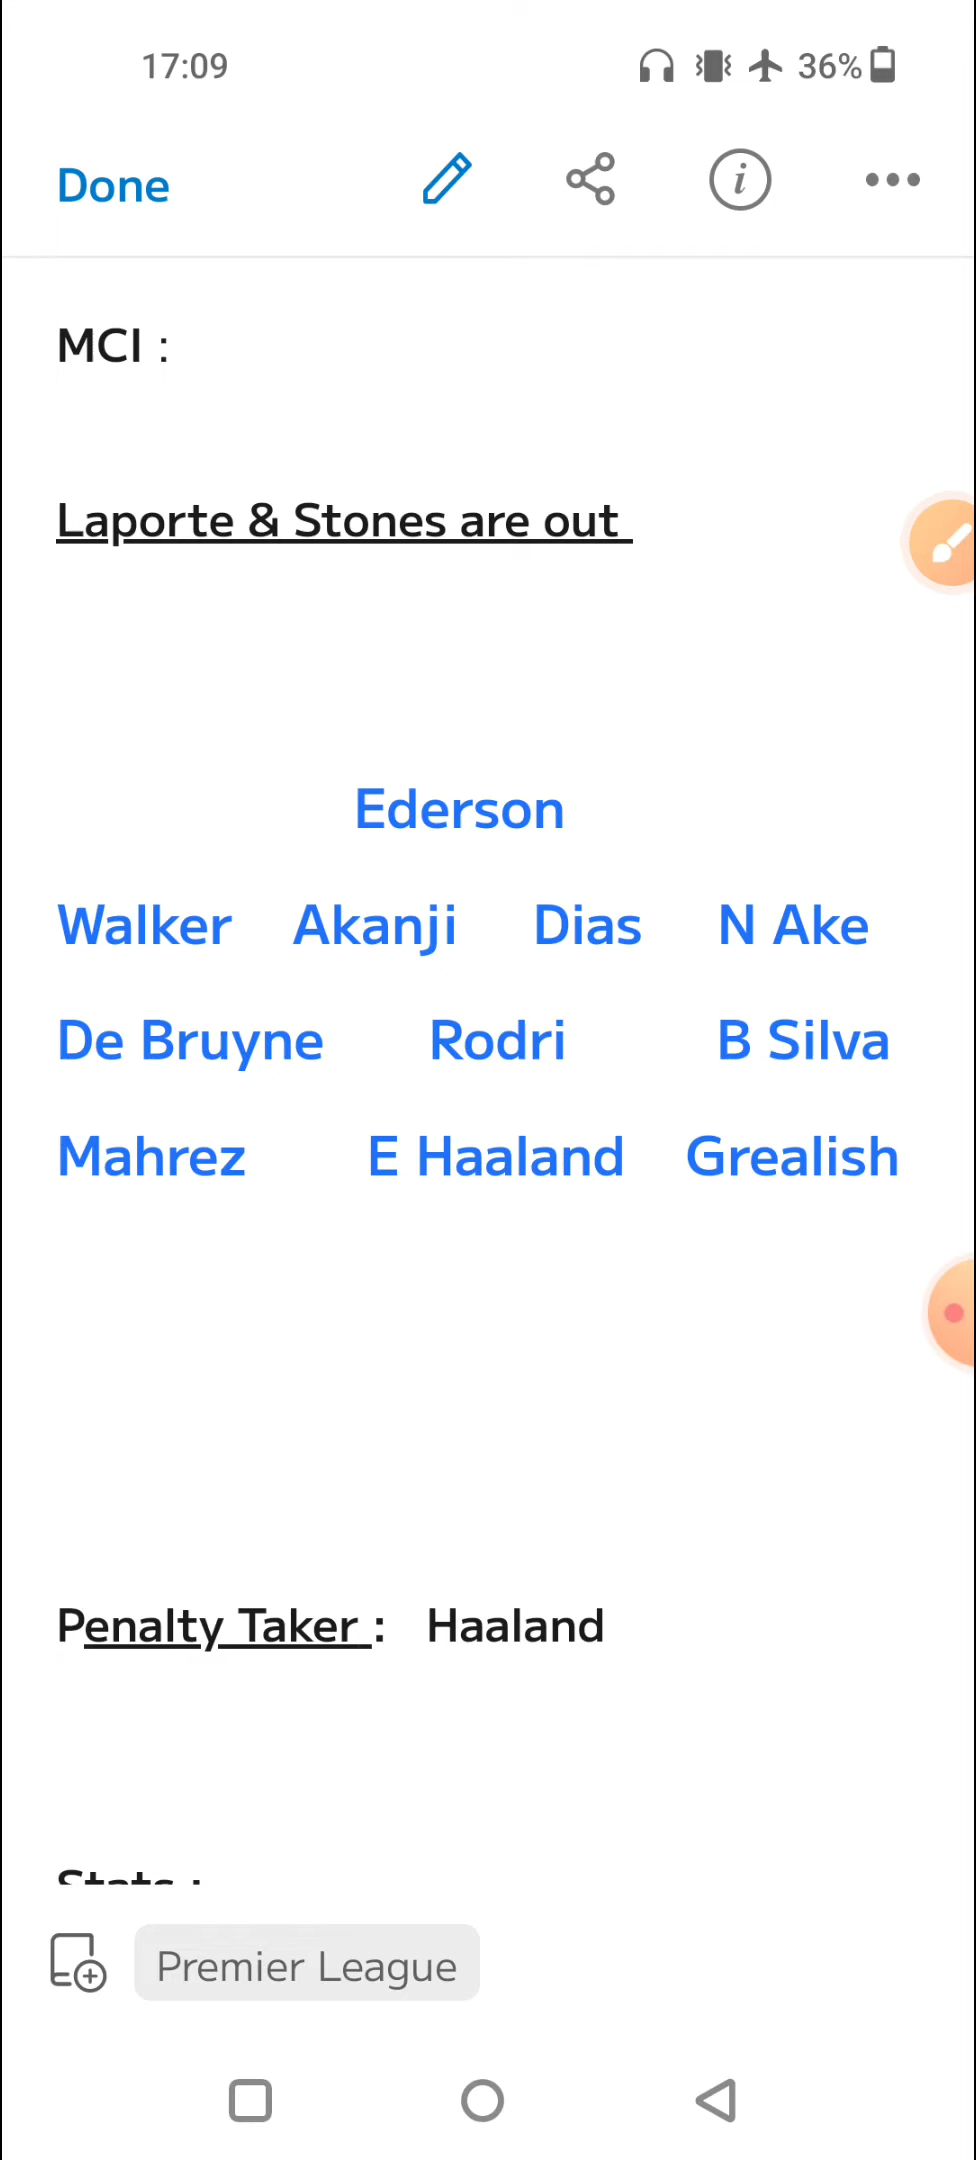 17:09 36%
Done
MCI :
Laporte & Stones are out
Ederson
Walker Akanji Dias N Ake
De Bruyne Rodri B Silva
Mahrez E Haaland Grealish
Penalty Taker : Haaland
Stats :
Premier League